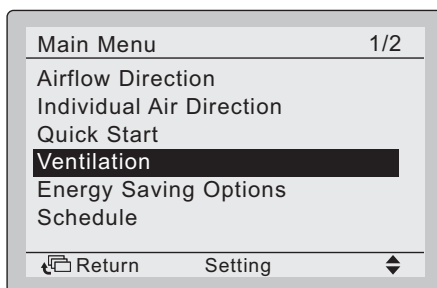 Main Menu 1/2
Airflow Direction
Individual Air Direction
Quick Start
Ventilation
Energy Saving Options
Schedule
Return Setting